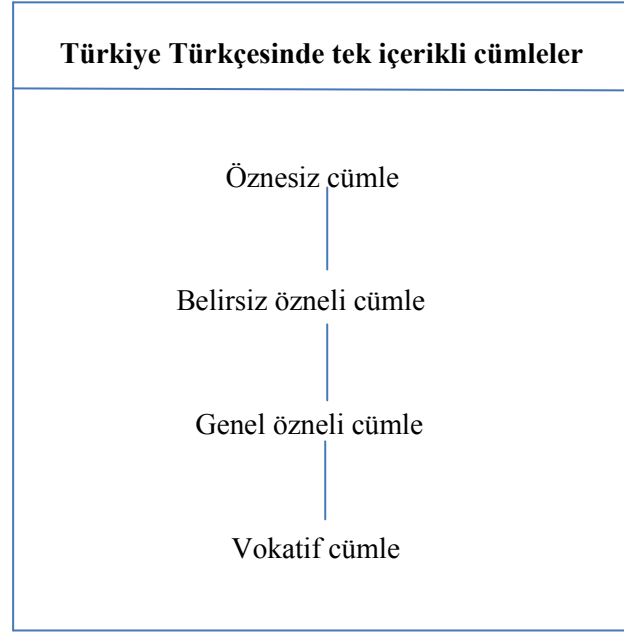 Türkiye Türkçesinde tek içerikli cümleler
Öznesiz cümle
Belirsiz özneli cümle
Genel özneli cümle
Vokatif cümle